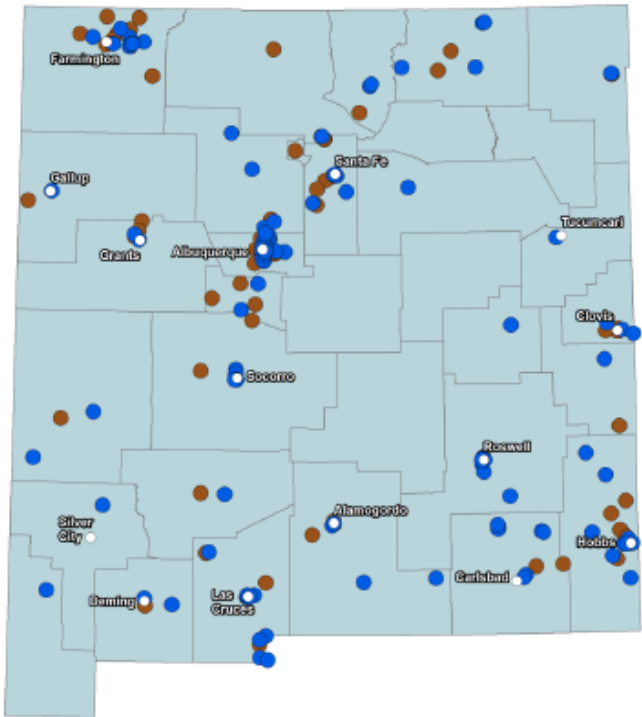 Farmington
Santa Fe
Gallup
Tucumcari
Grants
Albuquerque
Clovis
Socorro
Roswell
Alamogordo
Silver
City
Hobbs
Carlsbad
Deming
Las
Cruces